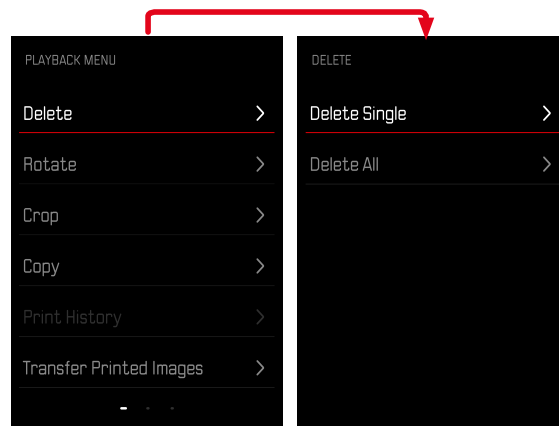 PLAYBACK MENU
Delete
Rotate
Crop
Copy
Print History
Transfer Printed Images
DELETE
Delete Single
Delete All